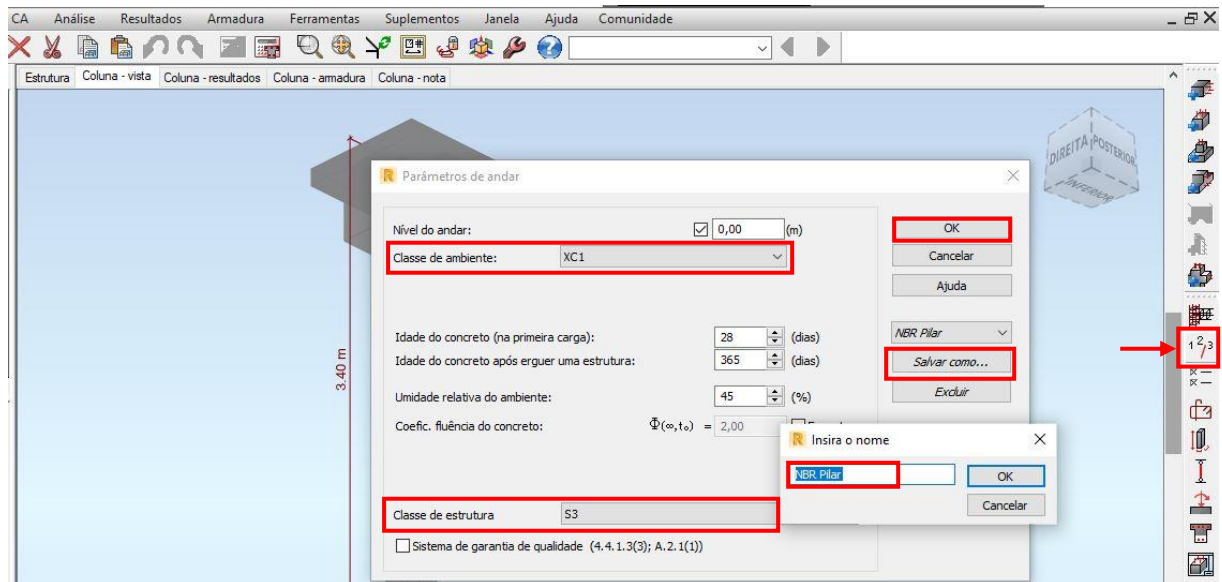 CA Análise Resultados Armadura Ferramentas Suplementos Janela Ajuda Comunidade
Estrutura Coluna - vista Coluna - resultados Coluna - armadura Coluna - nota
3.40 m
DIREITA POSTERIOR
INFERIOR
Parâmetros de andar
Nível do andar: 0,00 (m)
OK
Classe de ambiente: XC1
Cancelar
Ajuda
Idade do concreto (na primeira carga): 28 (dias)
NBR Pilar
Idade do concreto após erguer uma estrutura: 365 (dias)
Salvar como...
Umidade relativa do ambiente: 45 (%)
Excluir
Coefic. fluência do concreto: Φ(∞,t₀) = 2,00
Insira o nome
NBR Pilar
OK
Cancelar
Classe de estrutura S3
Sistema de garantia de qualidade (4.4.1.3(3); A.2.1(1))
1 2/3